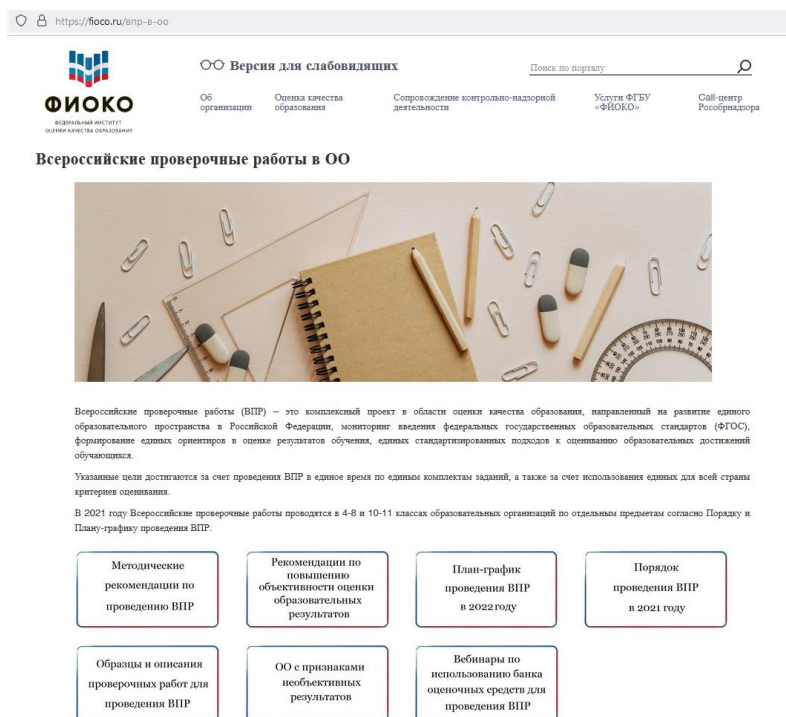 https://fioco.ru/впр-в-оо
Версия для слабовидящих
Поиск по порталу
ФИОКО
ФЕДЕРАЛЬНЫЙ ИНСТИТУТ
ОЦЕНКИ КАЧЕСТВА ОБРАЗОВАНИЯ
Об
организации
Оценка качества
образования
Сопровождение контрольно-надзорной
деятельности
Услуги ФГБУ
«ФИОКО»
Call-центр
Рособрнадзора
Всероссийские проверочные работы в ОО
Всероссийские проверочные работы (ВПР) – это комплексный проект в области оценки качества образования, направленный на развитие единого
образовательного пространства в Российской Федерации, мониторинг введения федеральных государственных образовательных стандартов (ФГОС),
формирование единых ориентиров в оценке результатов обучения, единых стандартизированных подходов к оцениванию образовательных достижений
обучающихся.
Указанные цели достигаются за счет проведения ВПР в единое время по единым комплектам заданий, а также за счет использования единых для всей страны
критериев оценивания.
В 2021 году Всероссийские проверочные работы проводятся в 4-8 и 10-11 классах образовательных организаций по отдельным предметам согласно Порядку и
Плану-графику проведения ВПР.
Методические
рекомендации по
проведению ВПР
Рекомендации по
повышению
объективности оценки
образовательных
результатов
План-график
проведения ВПР
в 2022 году
Порядок
проведения ВПР
в 2021 году
Образцы и описания
проверочных работ для
проведения ВПР
ОО с признаками
необъективных
результатов
Вебинары по
использованию банка
оценочных средств для
проведения ВПР